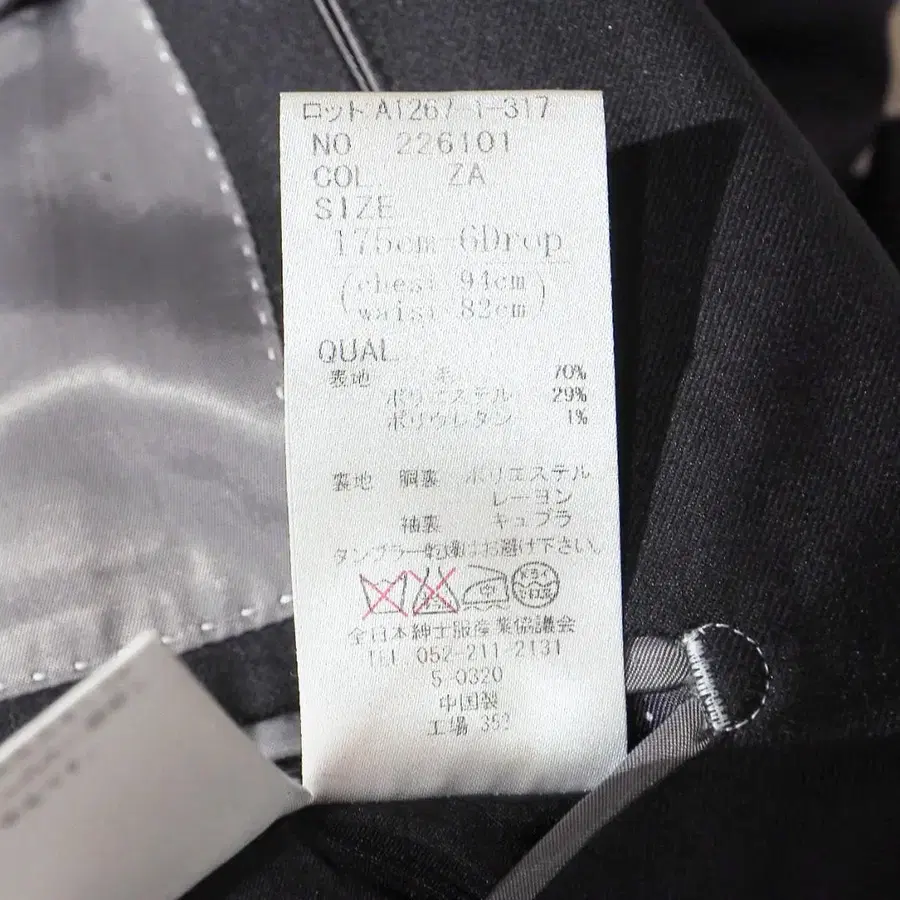 ロット A1267-1-317
NO 226101
COL ZA
SIZE
175cm-6Drop
(chest 94cm
waist 82cm)
QUAL
表地 毛 70%
ポリエステル 29%
ポリウレタン 1%
裏地 胴裏 ポリエステル
レーヨン
袖裏 キュプラ
タンブラー乾燥はお避け下さい。
中 ドライ
全日本紳士服産業協議会
TEL 052-211-2131
5-0320
中国製
工場 352